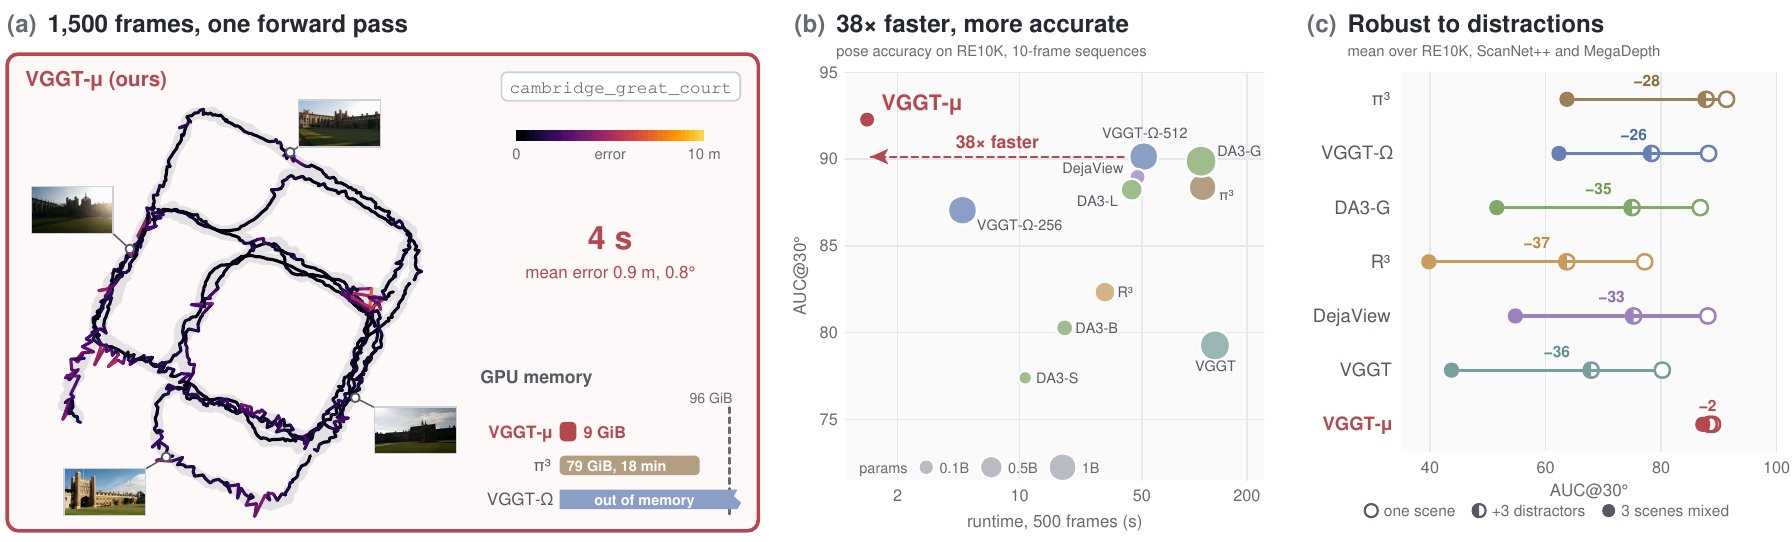 (a) 1,500 frames, one forward pass
VGGT-μ (ours)
cambridge_great_court
0 error 10 m
4 s
mean error 0.9 m, 0.8°
GPU memory
96 GiB
VGGT-μ 9 GiB
π³ 79 GiB, 18 min
VGGT-Ω out of memory
(b) 38× faster, more accurate
pose accuracy on RE10K, 10-frame sequences
AUC@30°
95
90
85
80
75
VGGT-μ
38× faster
VGGT-Ω-512
DA3-G
DejaView
DA3-L
π³
VGGT-Ω-256
R³
DA3-B
VGGT
DA3-S
params 0.1B 0.5B 1B
2 10 50 200
runtime, 500 frames (s)
(c) Robust to distractions
mean over RE10K, ScanNet++ and MegaDepth
π³ −28
VGGT-Ω −26
DA3-G −35
R³ −37
DejaView −33
VGGT −36
VGGT-μ −2
40 60 80 100
AUC@30°
one scene +3 distractors 3 scenes mixed